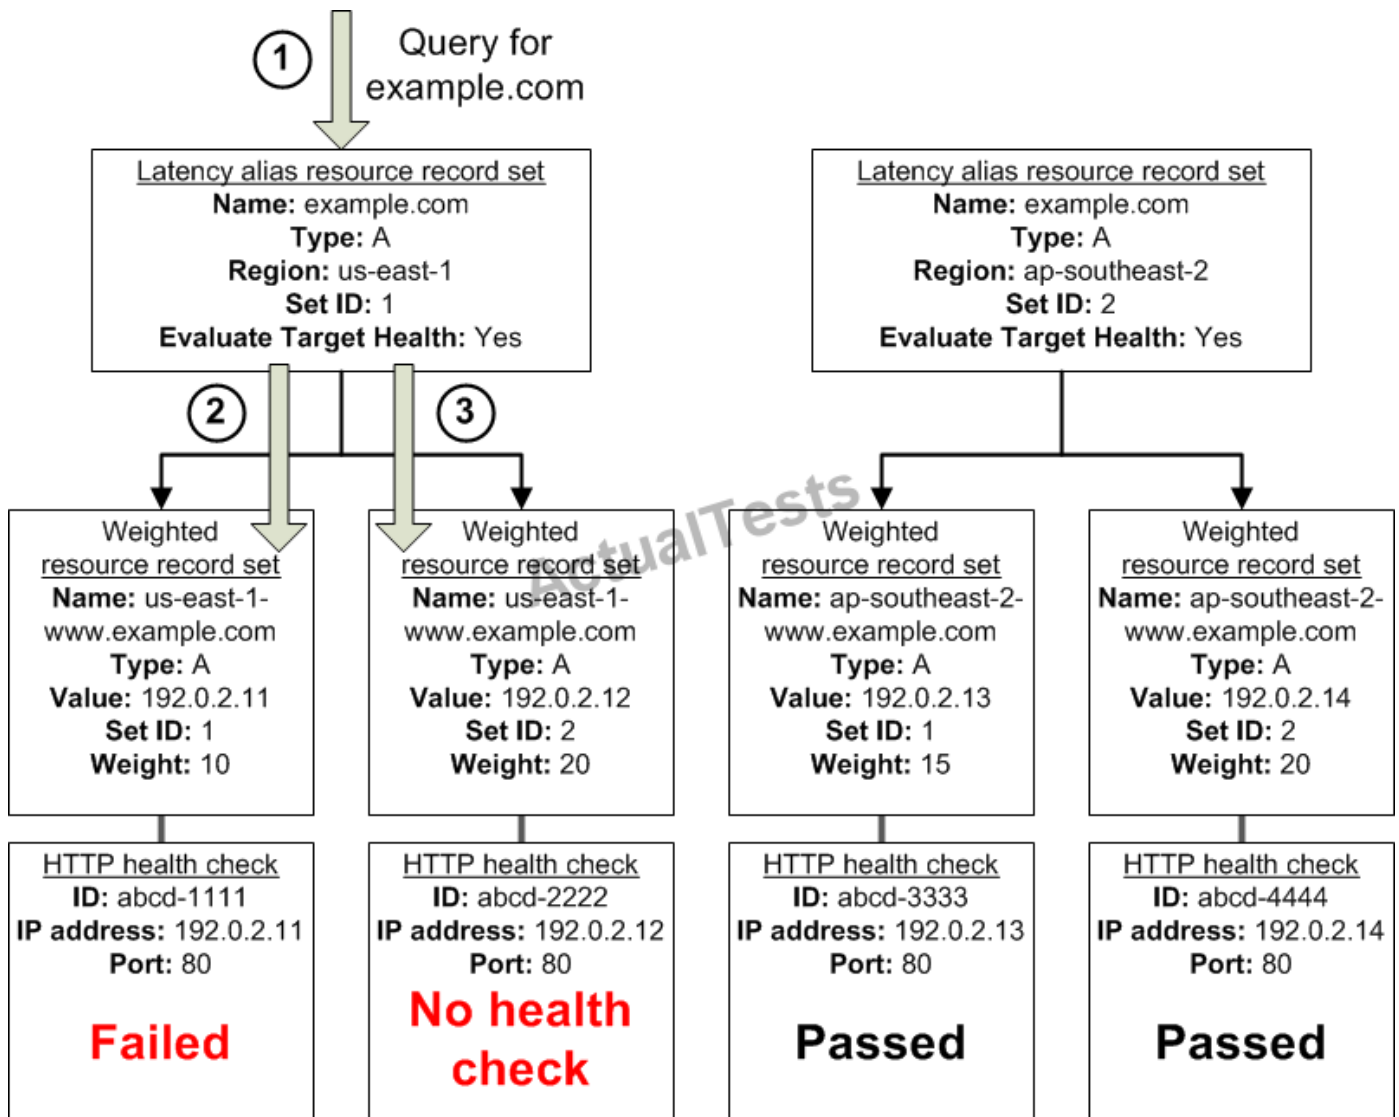 1
Query for
example.com
Latency alias resource record set
Name: example.com
Type: A
Region: us-east-1
Set ID: 1
Evaluate Target Health: Yes
Latency alias resource record set
Name: example.com
Type: A
Region: ap-southeast-2
Set ID: 2
Evaluate Target Health: Yes
2
3
ActualTests
Weighted
resource record set
Name: us-east-1-
www.example.com
Type: A
Value: 192.0.2.11
Set ID: 1
Weight: 10
Weighted
resource record set
Name: us-east-1-
www.example.com
Type: A
Value: 192.0.2.12
Set ID: 2
Weight: 20
Weighted
resource record set
Name: ap-southeast-2-
www.example.com
Type: A
Value: 192.0.2.13
Set ID: 1
Weight: 15
Weighted
resource record set
Name: ap-southeast-2-
www.example.com
Type: A
Value: 192.0.2.14
Set ID: 2
Weight: 20
HTTP health check
ID: abcd-1111
IP address: 192.0.2.11
Port: 80
Failed
HTTP health check
ID: abcd-2222
IP address: 192.0.2.12
Port: 80
No health
check
HTTP health check
ID: abcd-3333
IP address: 192.0.2.13
Port: 80
Passed
HTTP health check
ID: abcd-4444
IP address: 192.0.2.14
Port: 80
Passed